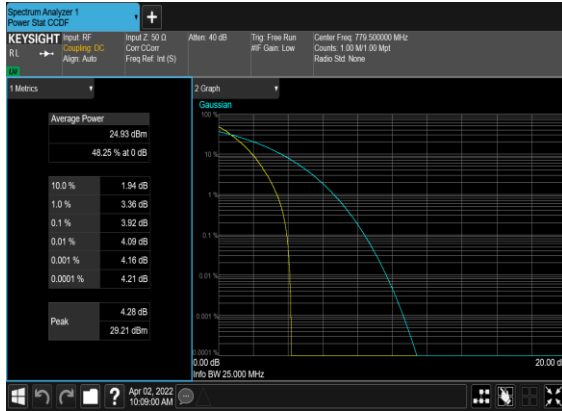 Spectrum Analyzer 1
Power Stat CCDF
KEYSIGHT
RL
LU
Input: RF
Coupling: DC
Align: Auto
Input Z: 50 Ω
Corr CCorr
Freq Ref: Int (S)
Atten: 40 dB
Trig: Free Run
#IF Gain: Low
Center Freq: 779.500000 MHz
Counts: 1.00 M/1.00 Mpt
Radio Std: None
1 Metrics
Average Power
24.93 dBm
48.25 % at 0 dB
10.0 % 1.94 dB
1.0 % 3.36 dB
0.1 % 3.92 dB
0.01 % 4.09 dB
0.001 % 4.16 dB
0.0001 % 4.21 dB
Peak
4.28 dB
29.21 dBm
2 Graph
Gaussian
100 %
10 %
1 %
0.1 %
0.01 %
0.001 %
0.0001 %
0.00 dB
20.00 d
Info BW 25.000 MHz
Apr 02, 2022
10:09:00 AM